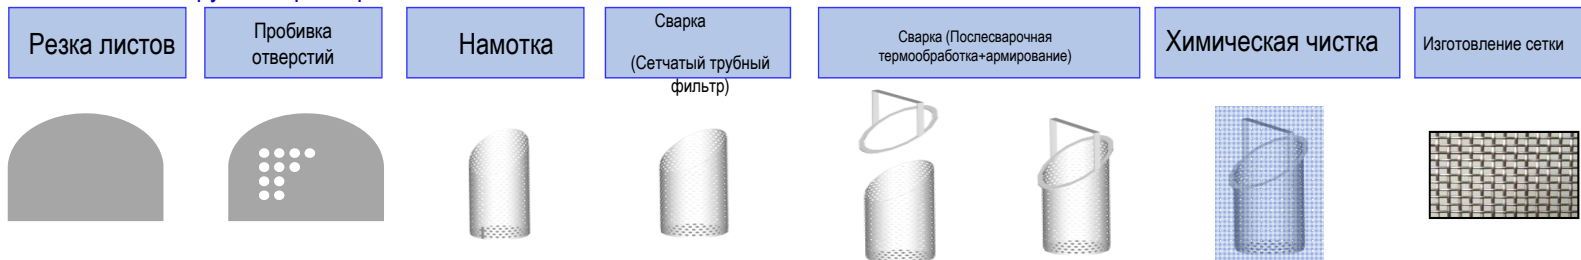 Резка листов
Пробивка
отверстий
Намотка
Сварка
(Сетчатый трубный
фильтр)
Сварка (Послесварочная
термообработка+армирование)
Химическая чистка
Изготовление сетки